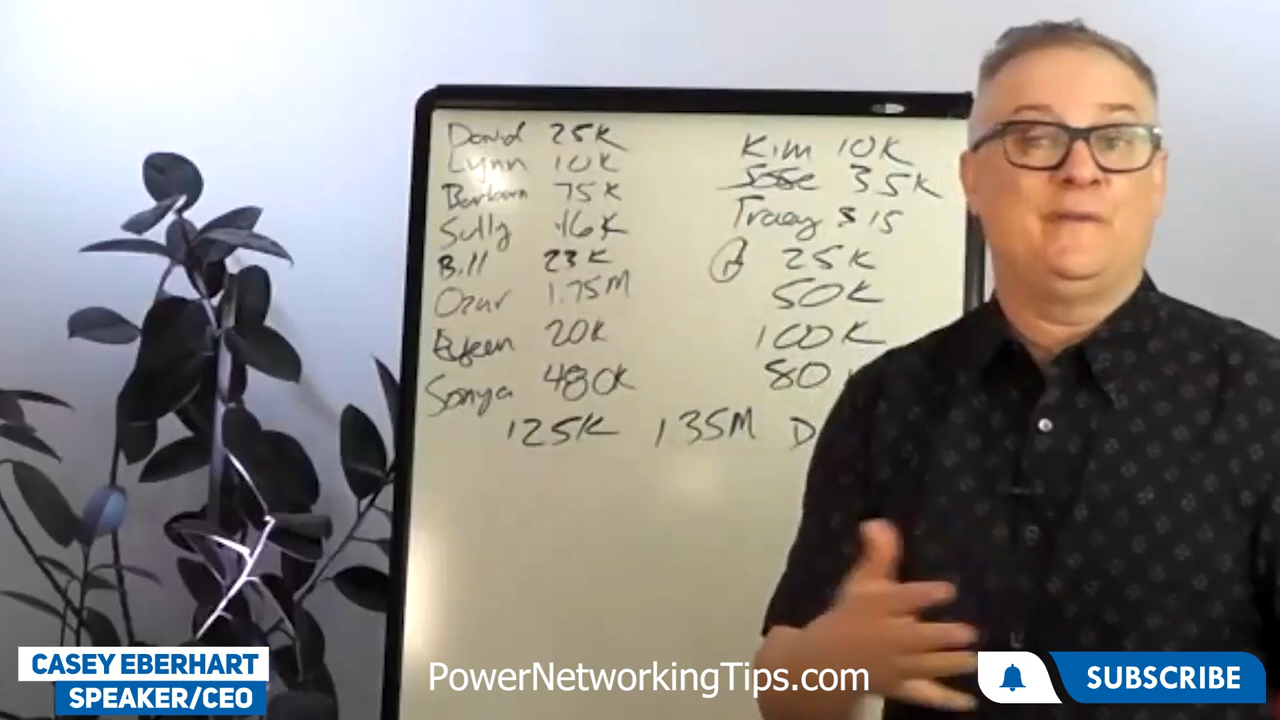 David 25K
Lynn 10K
Barbara 75K
Sully 46K
Bill 23K
Ozur 1.75M
20K
Sonya 480K
125K 135M D
Kim 10K
35K
Tracy $15
25K
50K
100K
80
CASEY EBERHART
SPEAKER/CEO
PowerNetworkingTips.com
SUBSCRIBE